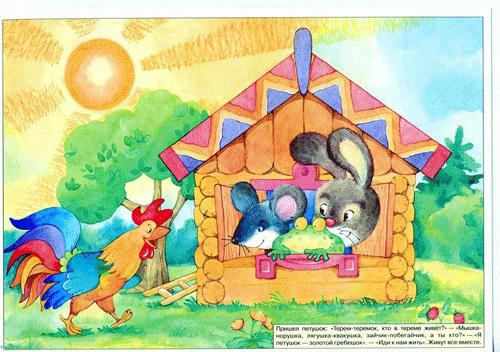 Пришел петушок: «Терем-теремок, кто в тереме живёт?» — «Мышка-
норушка, лягушка-квакушка, зайчик-побегайчик, а ты кто?» — «Я
петушок — золотой гребешок». — «Иди к нам жить». Живут все вместе.